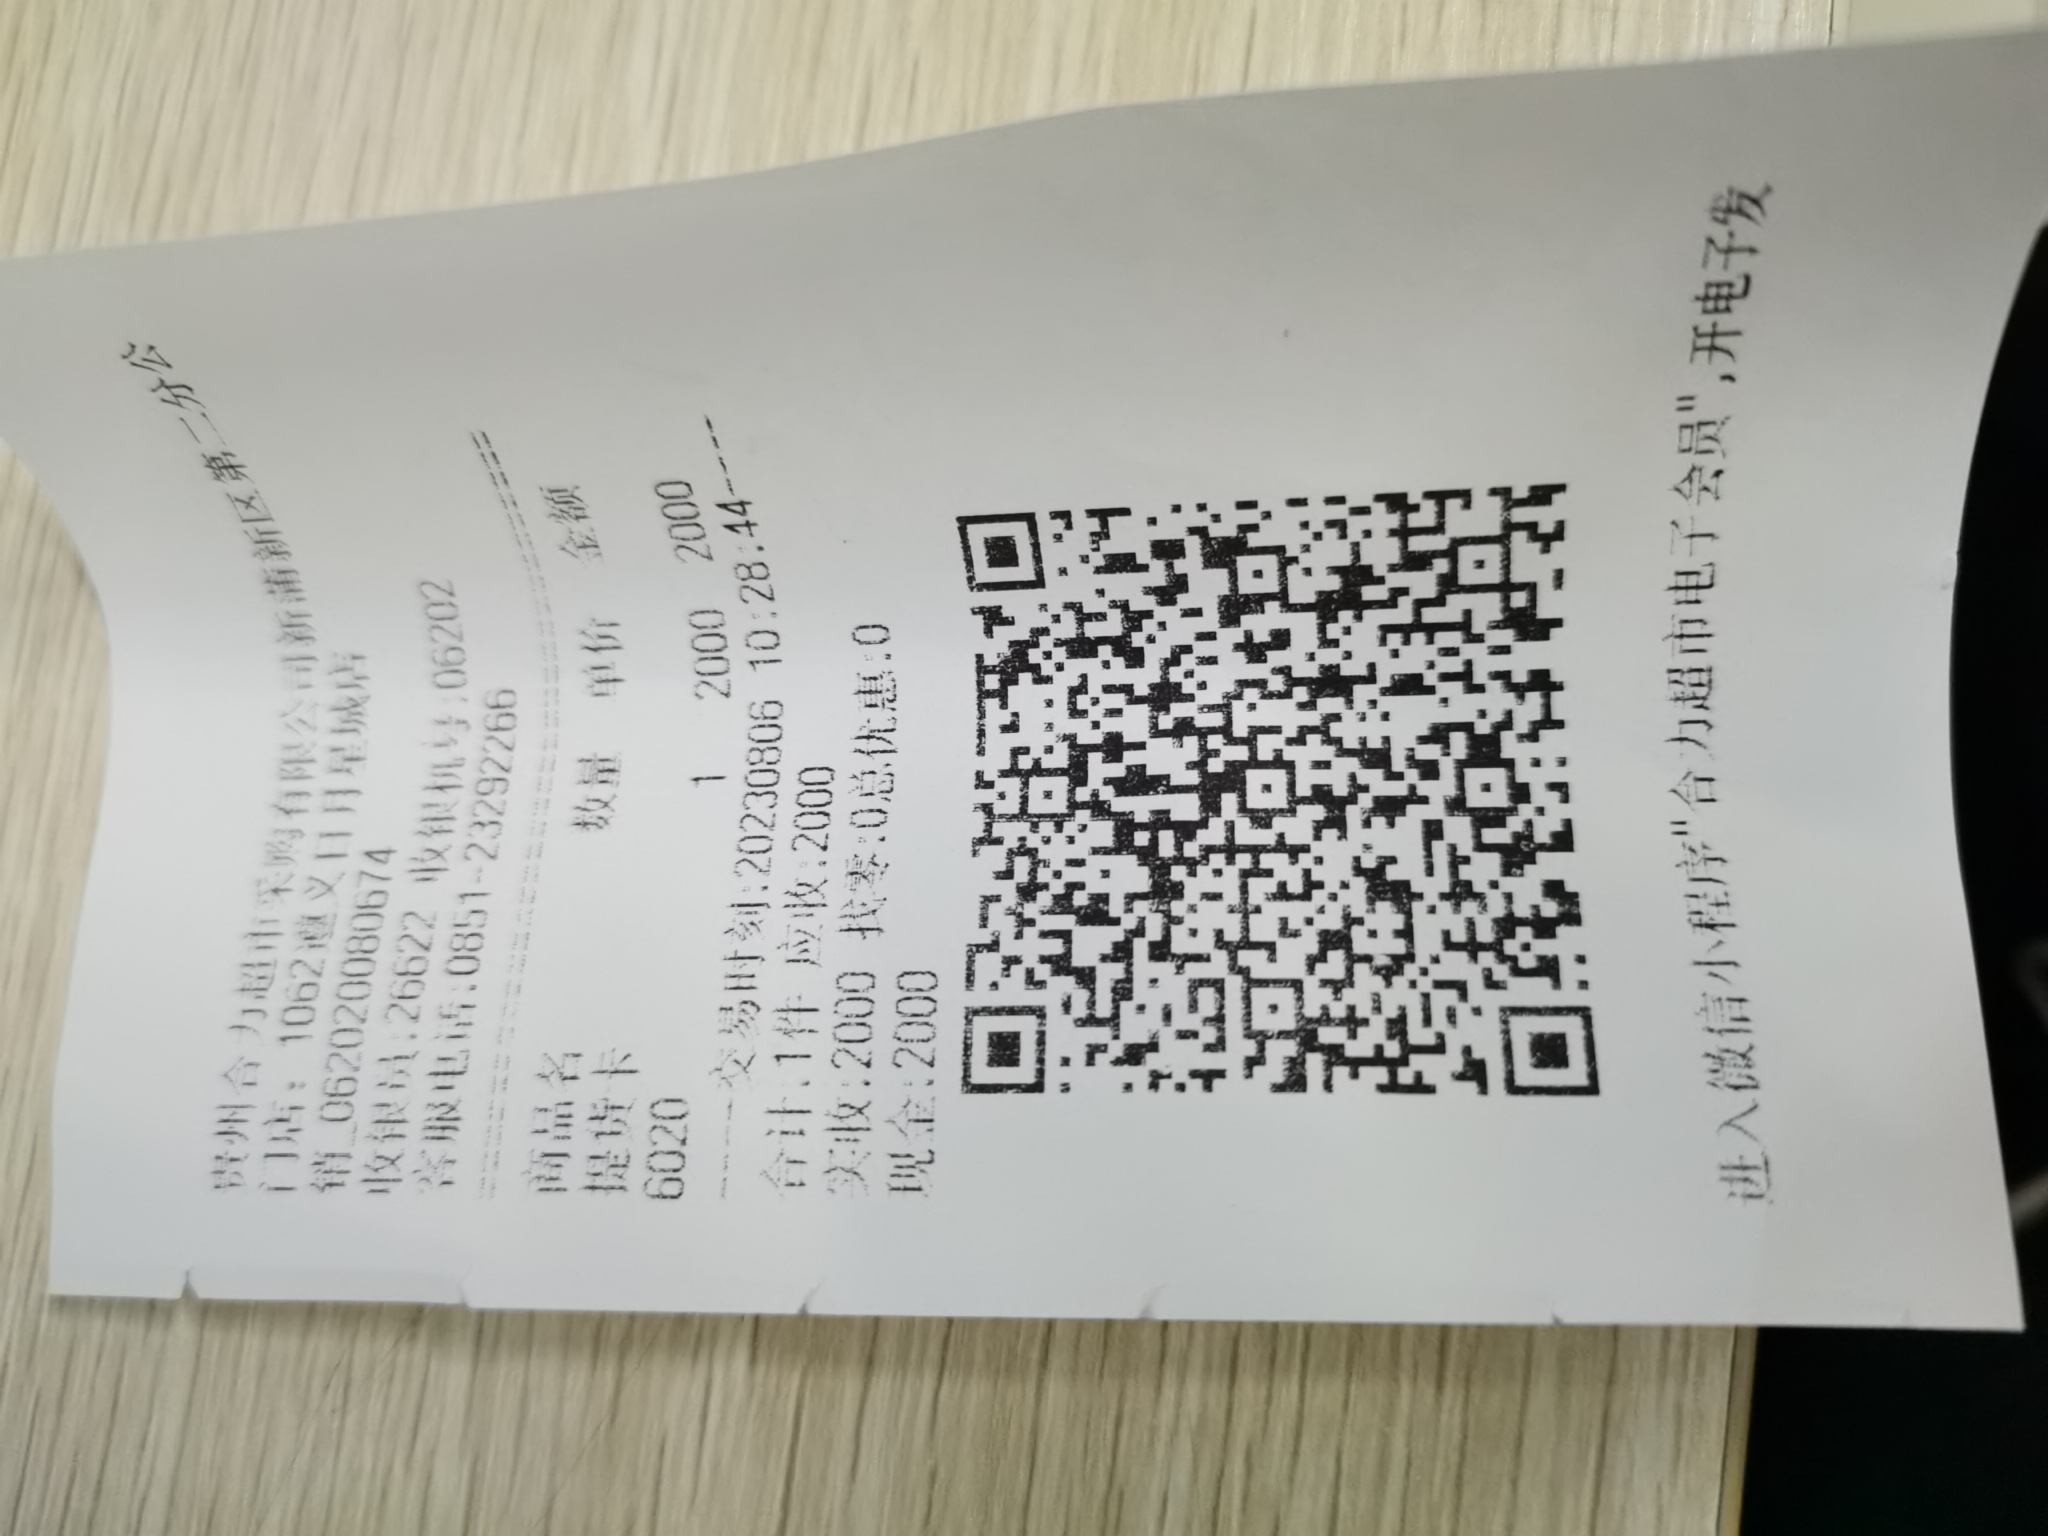 贵州合力超市采购有限公司新蒲新区第二分公
门店: 1062遵义日月星城店
销_06202008080674
收银员:26622 收银机号:06202
客服电话:0851-23292266
商品名 数量 单价 金额
提货卡
6020 1 2000 2000
----交易时刻:20230806 10:28:44----
合计:1件 应收:2000
实收:2000 找零:0总优惠:0
现金:2000
进入微信小程序"合力超市电子会员",开电子发